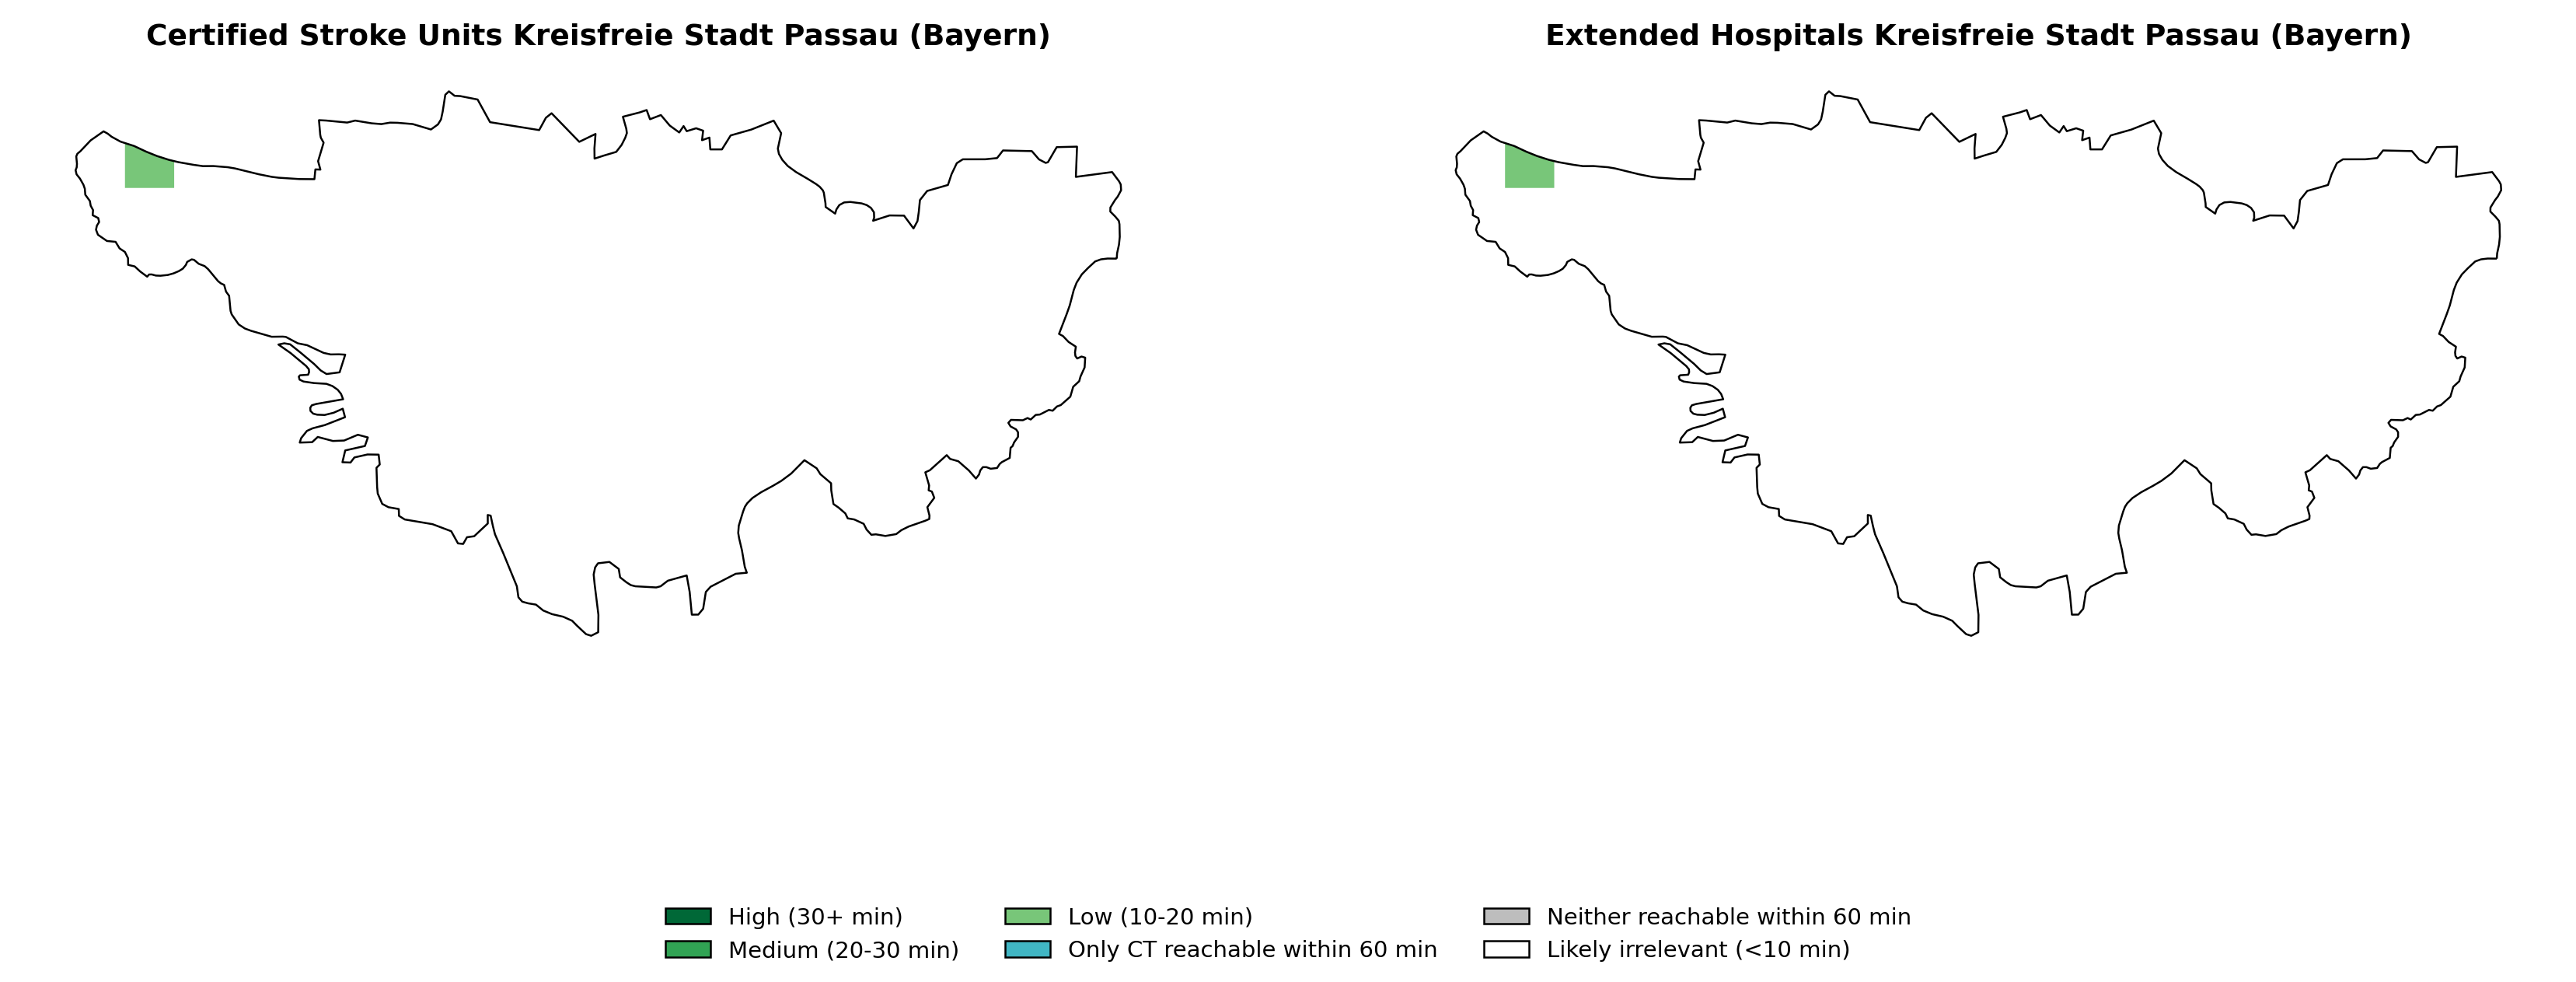 Certified Stroke Units Kreisfreie Stadt Passau (Bayern)
Extended Hospitals Kreisfreie Stadt Passau (Bayern)
High (30+ min)
Medium (20-30 min)
Low (10-20 min)
Only CT reachable within 60 min
Neither reachable within 60 min
Likely irrelevant (<10 min)